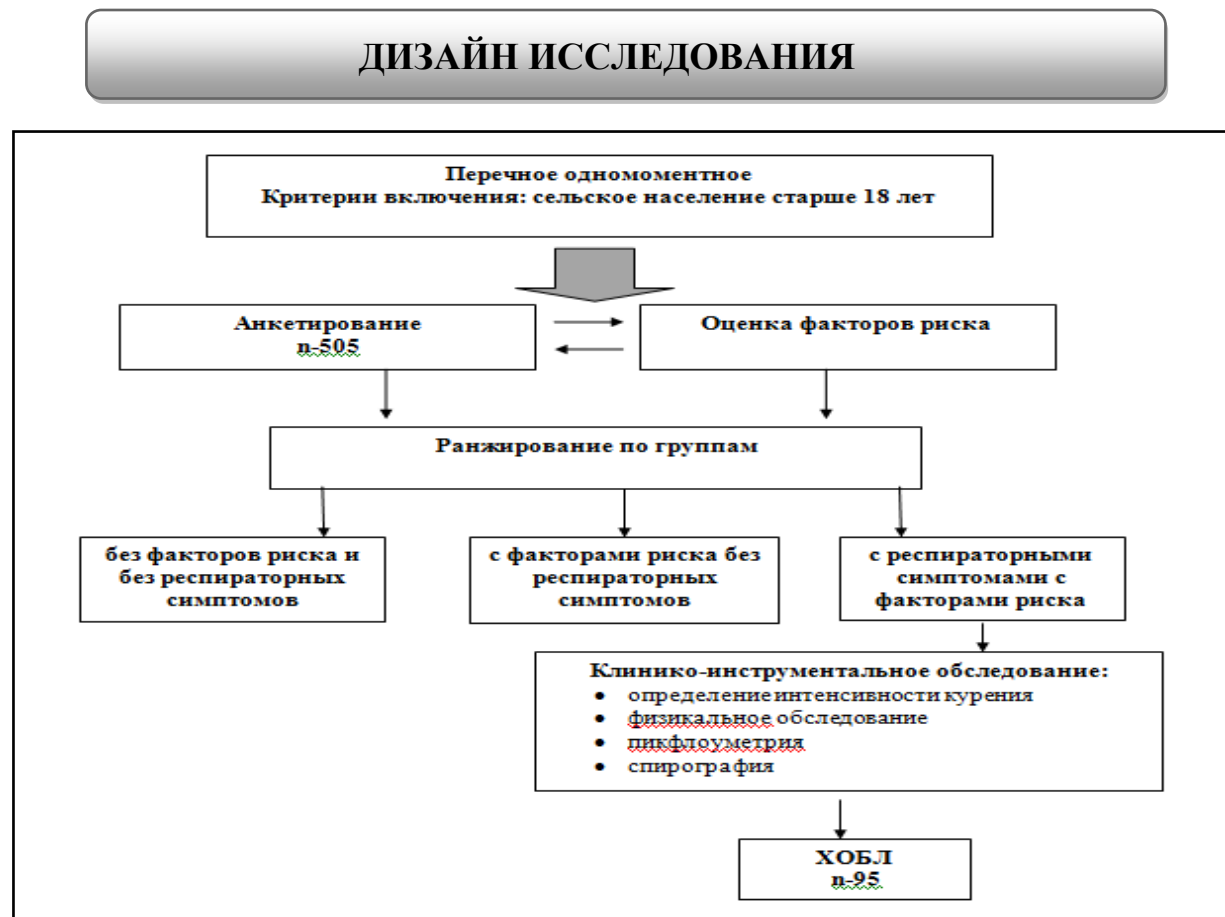 ДИЗАЙН ИССЛЕДОВАНИЯ
Перечное одномоментное
Критерии включения: сельское население старше 18 лет
Анкетирование
n-505
Оценка факторов риска
Ранжирование по группам
без факторов риска и
без респираторных
симптомов
с факторами риска без
респираторных
симптомов
с респираторными
симптомами с
факторами риска
Клинико-инструментальное обследование:
• определение интенсивности курения
• физикальное обследование
• пикфлоуметрия
• спирография
ХОБЛ
n-95